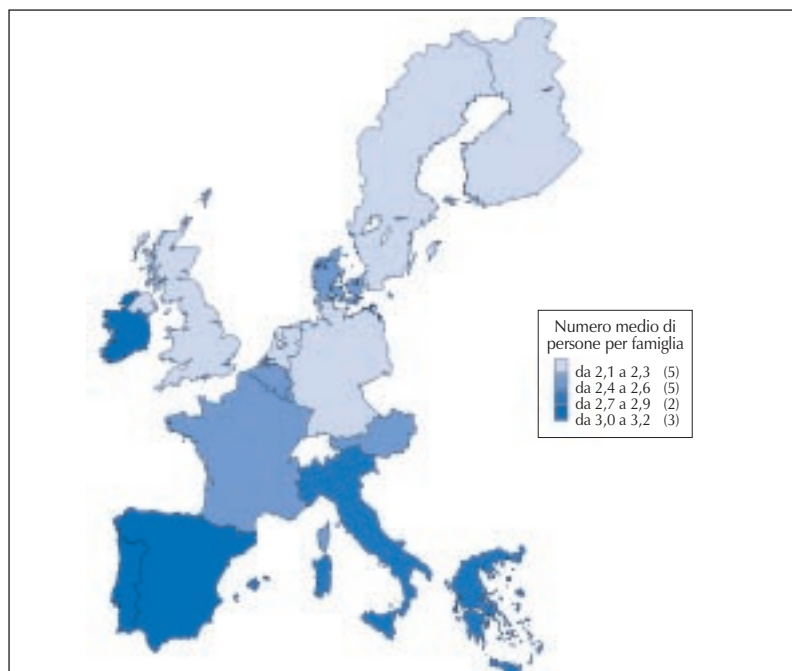 Numero medio di
persone per famiglia
da 2,1 a 2,3 (5)
da 2,4 a 2,6 (5)
da 2,7 a 2,9 (2)
da 3,0 a 3,2 (3)